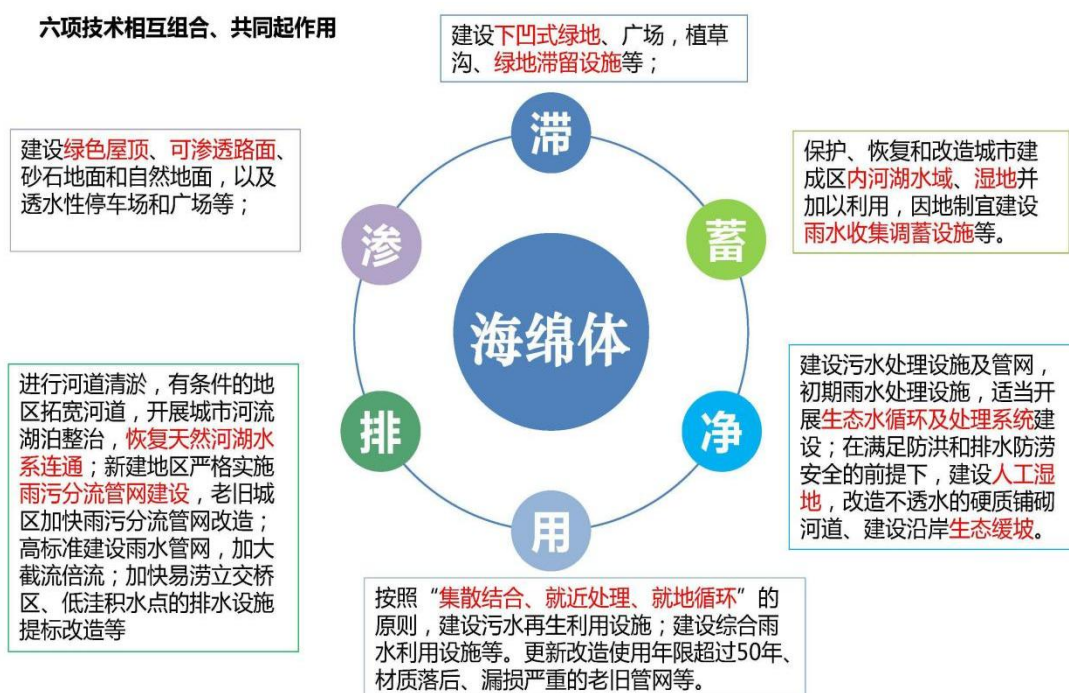 六项技术相互组合、共同起作用
建设下凹式绿地、广场，植草
沟、绿地滞留设施等；
滞
建设绿色屋顶、可渗透路面、
砂石地面和自然地面，以及
透水性停车场和广场等；
渗
保护、恢复和改造城市建
成区内河湖水域、湿地并
加以利用，因地制宜建设
雨水收集调蓄设施等。
蓄
海绵体
进行河道清淤，有条件的地
区拓宽河道，开展城市河流
湖泊整治，恢复天然河湖水
系连通；新建地区严格实施
雨污分流管网建设，老旧城
区加快雨污分流管网改造；
高标准建设雨水管网，加大
截流倍流；加快易涝立交桥
区、低洼积水点的排水设施
提标改造等
排
建设污水处理设施及管网，
初期雨水处理设施，适当开
展生态水循环及处理系统建
设；在满足防洪和排水防涝
安全的前提下，建设人工湿
地，改造不透水的硬质铺砌
河道、建设沿岸生态缓坡。
净
用
按照“集散结合、就近处理、就地循环”的
原则，建设污水再生利用设施；建设综合雨
水利用设施等。更新改造使用年限超过50年、
材质落后、漏损严重的老旧管网等。